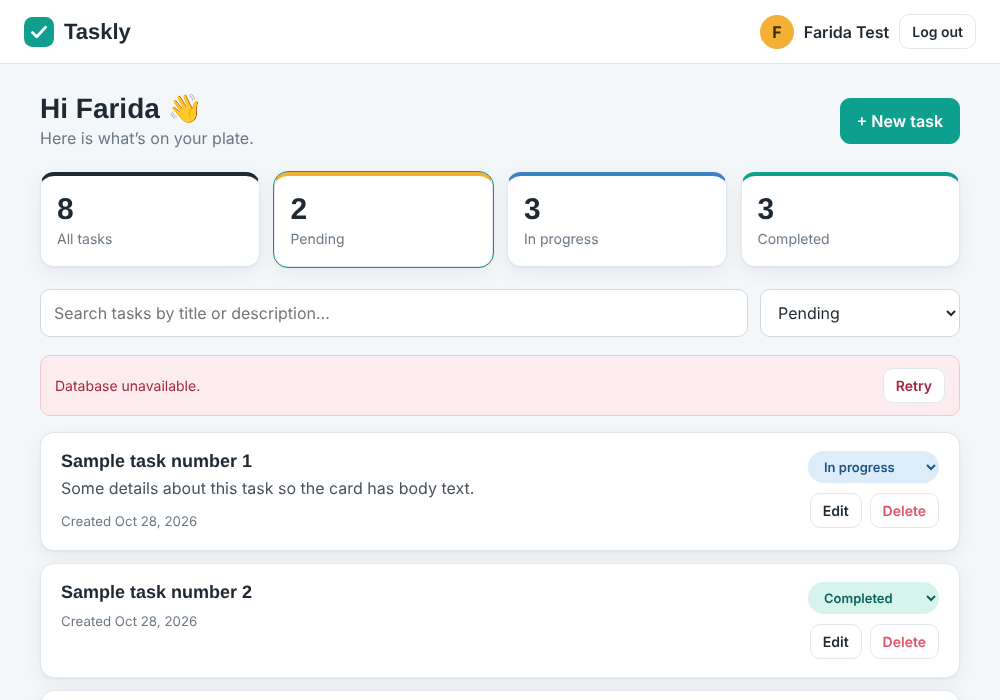 Taskly
F
Farida Test
Log out
Hi Farida 👋
Here is what’s on your plate.
+ New task
8
All tasks
2
Pending
3
In progress
3
Completed
Search tasks by title or description...
Pending
Database unavailable.
Retry
Sample task number 1
Some details about this task so the card has body text.
Created Oct 28, 2026
In progress
Edit
Delete
Sample task number 2
Created Oct 28, 2026
Completed
Edit
Delete